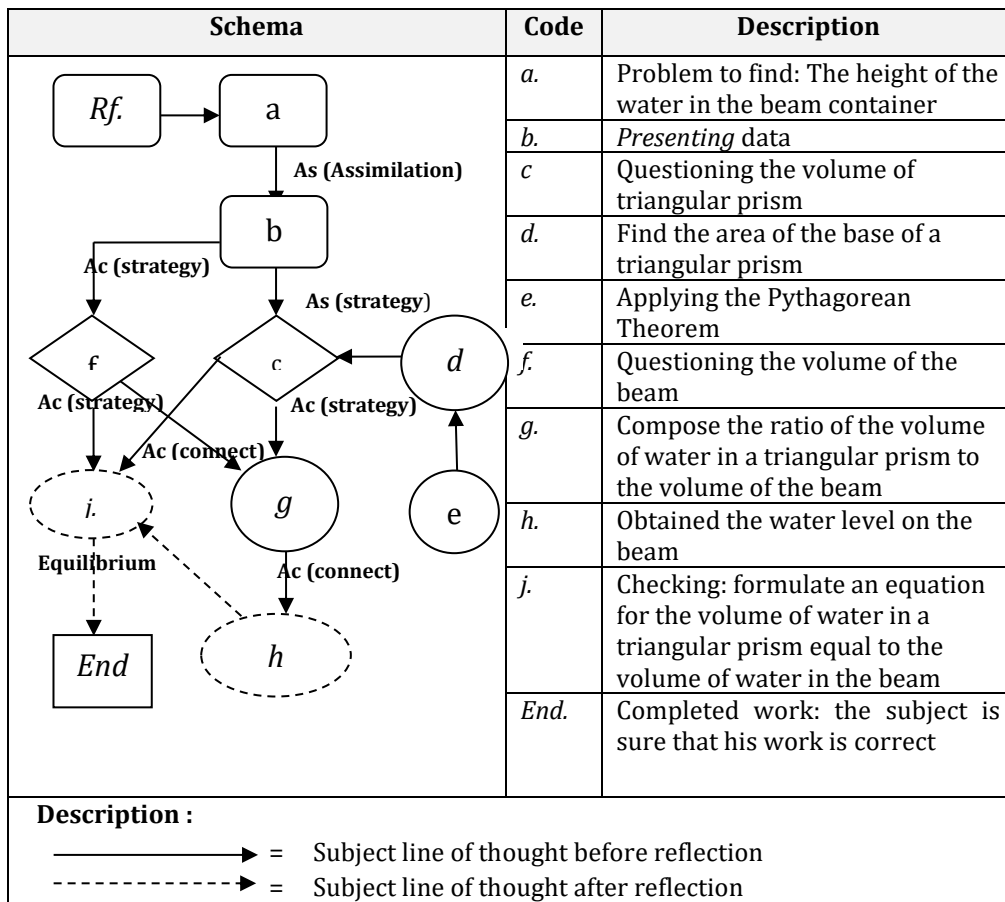 Schema
Code
Description
Rf.
a
As (Assimilation)
b
Ac (strategy)
As (strategy)
c
d
Ac (strategy)
Ac (strategy)
Ac (connect)
g
e
Equilibrium
Ac (connect)
End
h
a.
Problem to find: The height of the
water in the beam container
b.
Presenting data
c
Questioning the volume of
triangular prism
d.
Find the area of the base of a
triangular prism
e.
Applying the Pythagorean
Theorem
f.
Questioning the volume of the
beam
g.
Compose the ratio of the volume
of water in a triangular prism to
the volume of the beam
h.
Obtained the water level on the
beam
j.
Checking: formulate an equation
for the volume of water in a
triangular prism equal to the
volume of water in the beam
End.
Completed work: the subject is
sure that his work is correct
Description :
= Subject line of thought before reflection
= Subject line of thought after reflection